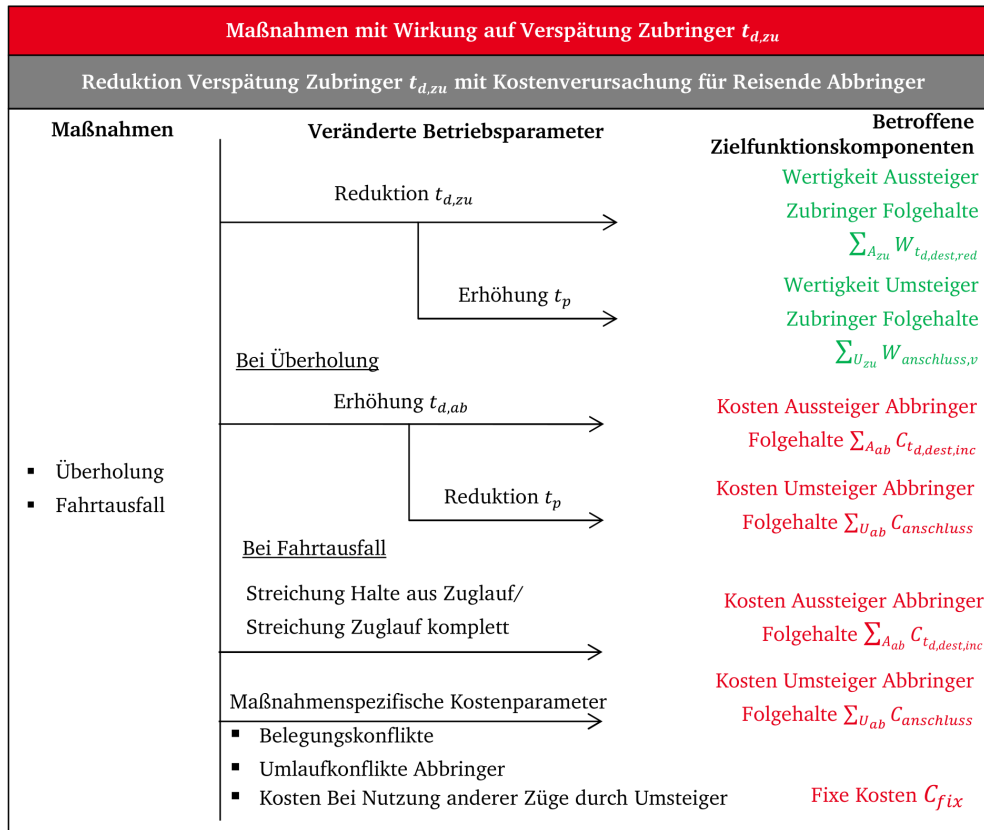 Maßnahmen mit Wirkung auf Verspätung Zubringer t_{d,zu}
Reduktion Verspätung Zubringer t_{d,zu} mit Kostenverursachung für Reisende Abbringer
Maßnahmen
Veränderte Betriebsparameter
Betroffene
Zielfunktionskomponenten
Reduktion t_{d,zu}
Wertigkeit Aussteiger
Zubringer Folgehalte
∑_{A_{zu}} W_{t_{d,dest,red}}
Erhöhung t_p
Wertigkeit Umsteiger
Zubringer Folgehalte
∑_{U_{zu}} W_{anschluss,v}
Bei Überholung
Erhöhung t_{d,ab}
Kosten Aussteiger Abbringer
Folgehalte ∑_{A_{ab}} C_{t_{d,dest,inc}}
▪ Überholung
▪ Fahrtausfall
Reduktion t_p
Kosten Umsteiger Abbringer
Folgehalte ∑_{U_{ab}} C_{anschluss}
Bei Fahrtausfall
Streichung Halte aus Zuglauf/
Streichung Zuglauf komplett
Kosten Aussteiger Abbringer
Folgehalte ∑_{A_{ab}} C_{t_{d,dest,inc}}
Maßnahmenspezifische Kostenparameter
Kosten Umsteiger Abbringer
Folgehalte ∑_{U_{ab}} C_{anschluss}
▪ Belegungskonflikte
▪ Umlaufkonflikte Abbringer
▪ Kosten Bei Nutzung anderer Züge durch Umsteiger
Fixe Kosten C_{fix}